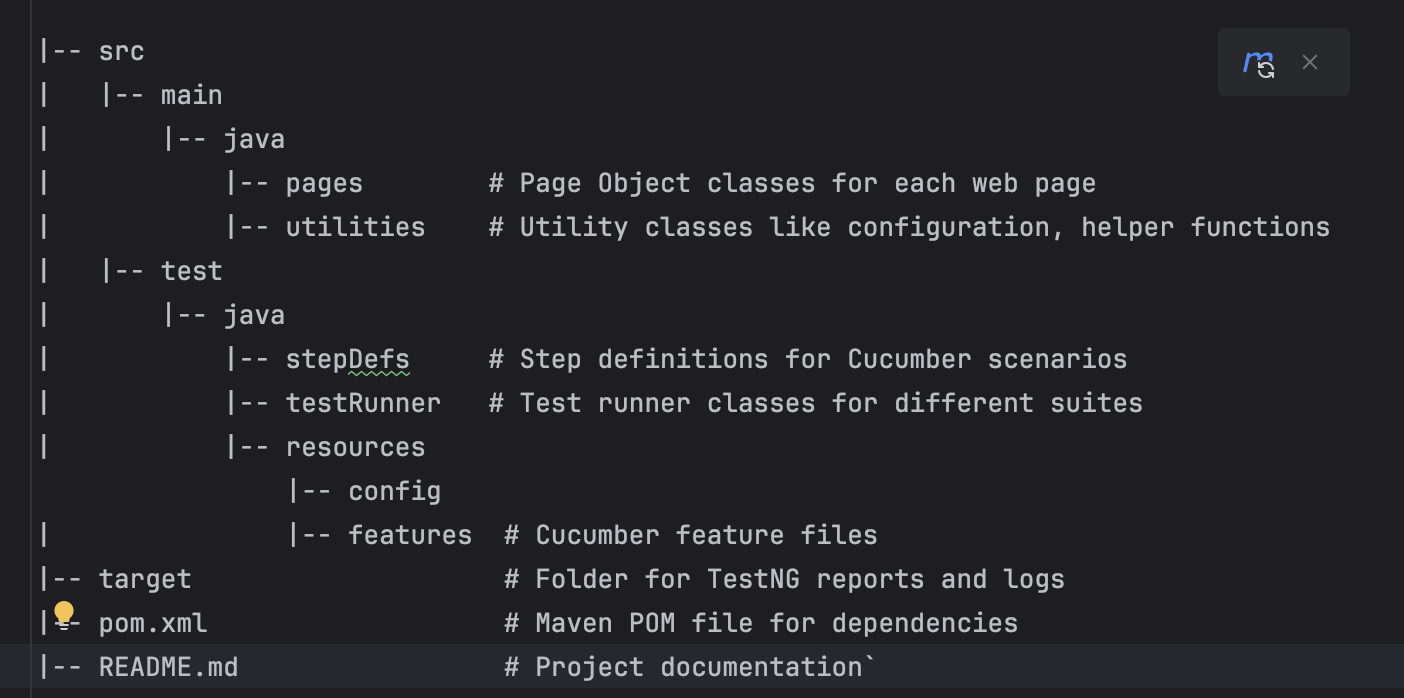 |-- src
|   |-- main
|       |-- java
|           |-- pages        # Page Object classes for each web page
|           |-- utilities    # Utility classes like configuration, helper functions
|   |-- test
|       |-- java
|           |-- stepDefs     # Step definitions for Cucumber scenarios
|           |-- testRunner   # Test runner classes for different suites
|           |-- resources
                |-- config
|               |-- features  # Cucumber feature files
|-- target                    # Folder for TestNG reports and logs
|-- pom.xml                   # Maven POM file for dependencies
|-- README.md                 # Project documentation`